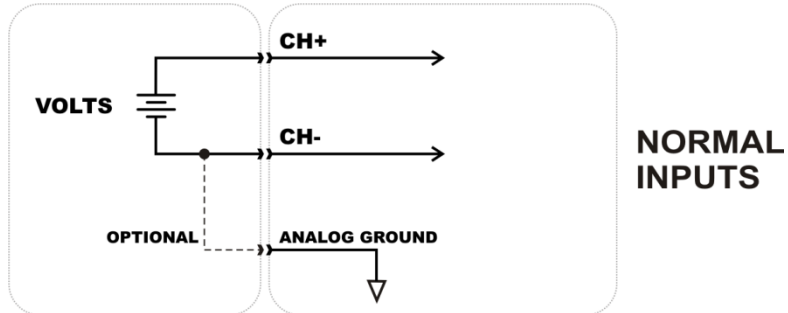 CH+
VOLTS
CH-
OPTIONAL
ANALOG GROUND
NORMAL
INPUTS